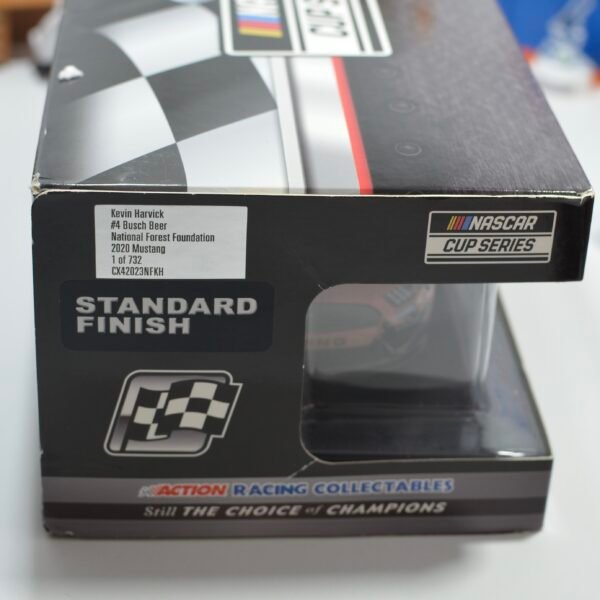 CUP S
Kevin Harvick
#4 Busch Beer
National Forest Foundation
2020 Mustang
1 of 732
CX42023NFKH
NASCAR
CUP SERIES
STANDARD
FINISH
ACTION RACING COLLECTABLES
Still THE CHOICE of CHAMPIONS